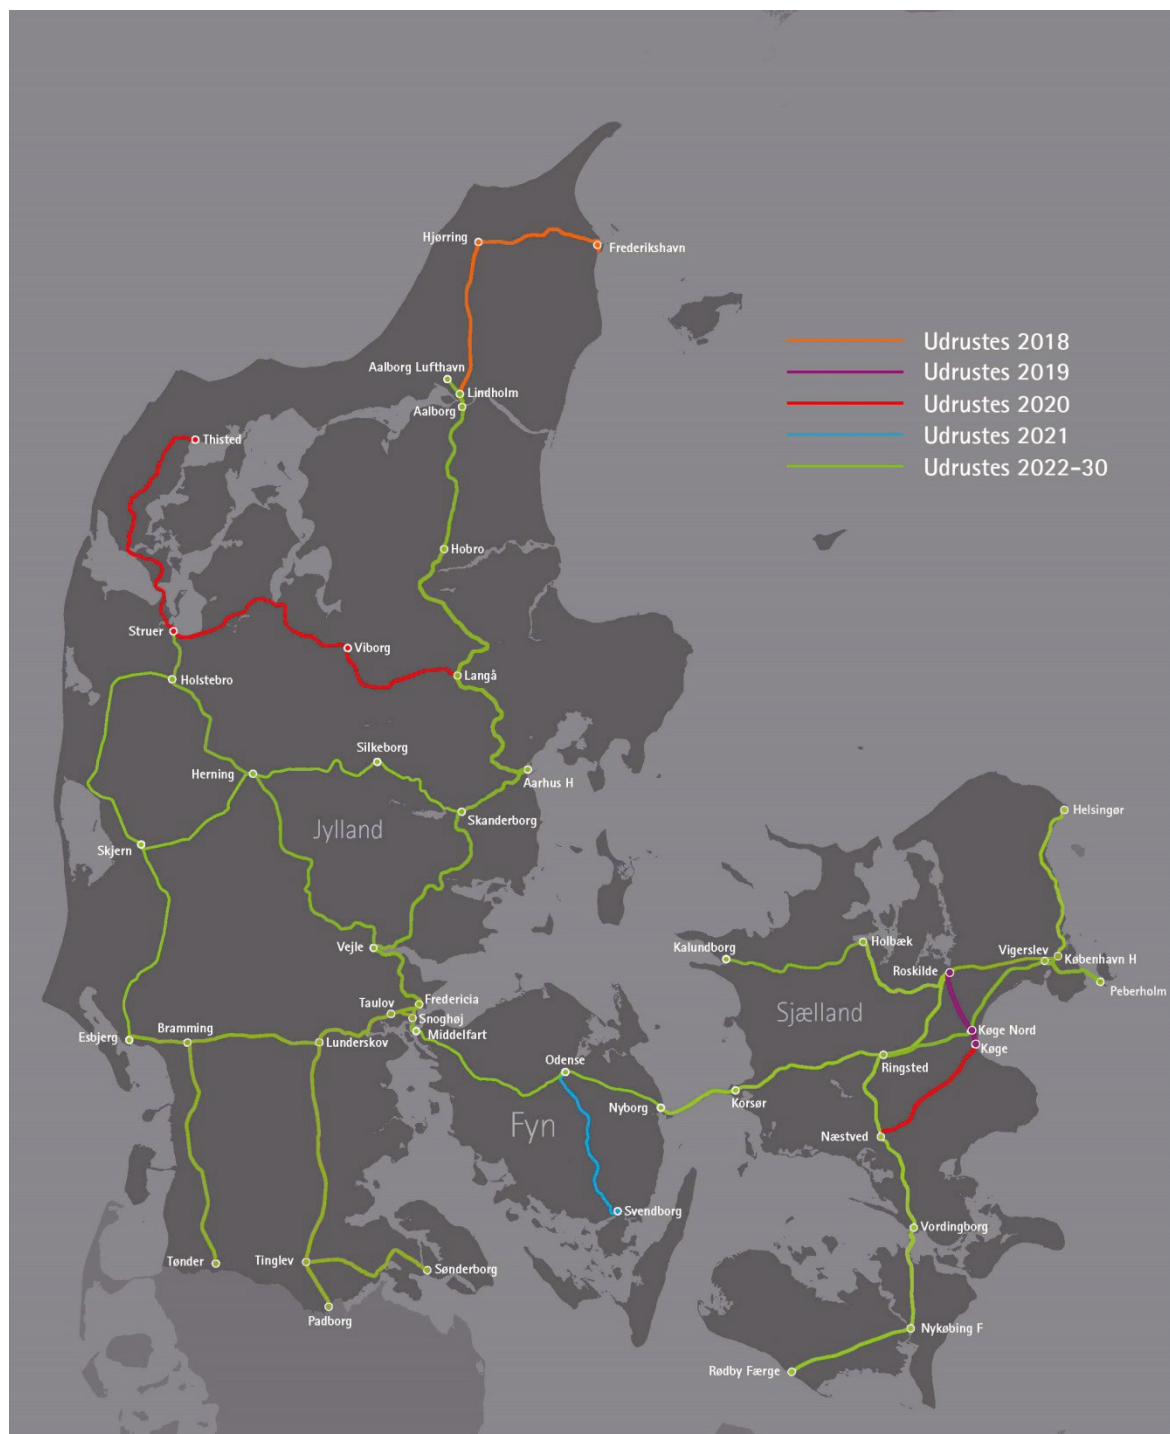 Hjørring
Frederikshavn
Udrustes 2018
Aalborg Lufthavn
Udrustes 2019
Lindholm
Udrustes 2020
Aalborg
Thisted
Udrustes 2021
Udrustes 2022-30
Hobro
Struer
Viborg
Holstebro
Langå
Silkeborg
Herning
Aarhus H
Helsingør
Skanderborg
Jylland
Skjern
Holbæk
Vejle
Kalundborg
Vigerslev
København H
Roskilde
Peberholm
Fredericia
Taulov
Sjælland
Snoghøj
Middelfart
Køge Nord
Esbjerg
Bramming
Lunderskov
Køge
Odense
Ringsted
Nyborg
Korsør
Fyn
Næstved
Svendborg
Vordingborg
Tønder
Tinglev
Sønderborg
Padborg
Nykøbing F
Rødby Færge